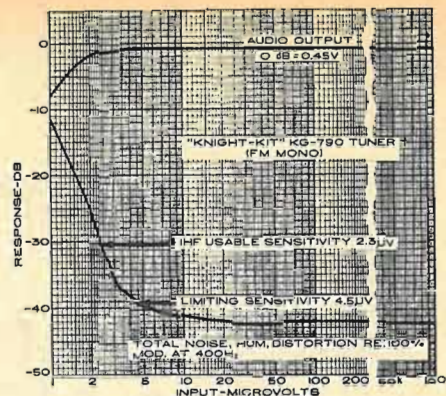 0
AUDIO OUTPUT
0 dB = 0.45V
-10
"KNIGHT-KIT" KG-790 TUNER
(FM MONO)
-20
RESPONSE-DB
-30
IHF USABLE SENSITIVITY 2.3UV
LIMITING SENSITIVITY 4.5UV
-40
TOTAL NOISE, HUM, DISTORTION RE: 100%
MOD. AT 400Hz
-50
1 2 5 10 20 50 100 200
INPUT-MICROVOLTS